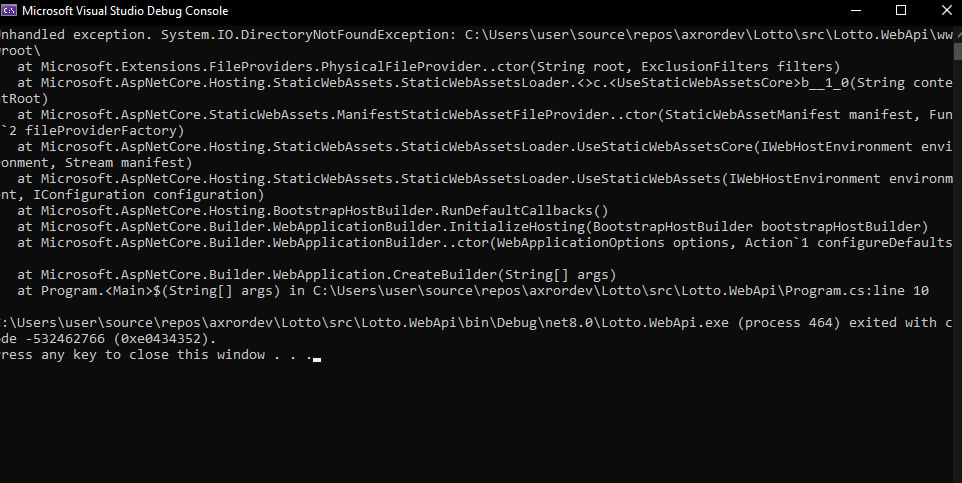 Microsoft Visual Studio Debug Console
nhandled exception. System.IO.DirectoryNotFoundException: C:\Users\user\source\repos\axrordev\Lotto\src\Lotto.WebApi\ww
root\
at Microsoft.Extensions.FileProviders.PhysicalFileProvider..ctor(String root, ExclusionFilters filters)
at Microsoft.AspNetCore.Hosting.StaticWebAssets.StaticWebAssetsLoader.<>c.<UseStaticWebAssetsCore>b__1_0(String conte
tRoot)
at Microsoft.AspNetCore.StaticWebAssets.ManifestStaticWebAssetFileProvider..ctor(StaticWebAssetManifest manifest, Fun
`2 fileProviderFactory)
at Microsoft.AspNetCore.Hosting.StaticWebAssets.StaticWebAssetsLoader.UseStaticWebAssetsCore(IWebHostEnvironment envi
onment, Stream manifest)
at Microsoft.AspNetCore.Hosting.StaticWebAssets.StaticWebAssetsLoader.UseStaticWebAssets(IWebHostEnvironment environm
nt, IConfiguration configuration)
at Microsoft.AspNetCore.Hosting.BootstrapHostBuilder.RunDefaultCallbacks()
at Microsoft.AspNetCore.Builder.WebApplicationBuilder.InitializeHosting(BootstrapHostBuilder bootstrapHostBuilder)
at Microsoft.AspNetCore.Builder.WebApplicationBuilder..ctor(WebApplicationOptions options, Action`1 configureDefaults
at Microsoft.AspNetCore.Builder.WebApplication.CreateBuilder(String[] args)
at Program.<Main>$(String[] args) in C:\Users\user\source\repos\axrordev\Lotto\src\Lotto.WebApi\Program.cs:line 10
:\Users\user\source\repos\axrordev\Lotto\src\Lotto.WebApi\bin\Debug\net8.0\Lotto.WebApi.exe (process 464) exited with c
de -532462766 (0xe0434352).
ress any key to close this window . . .